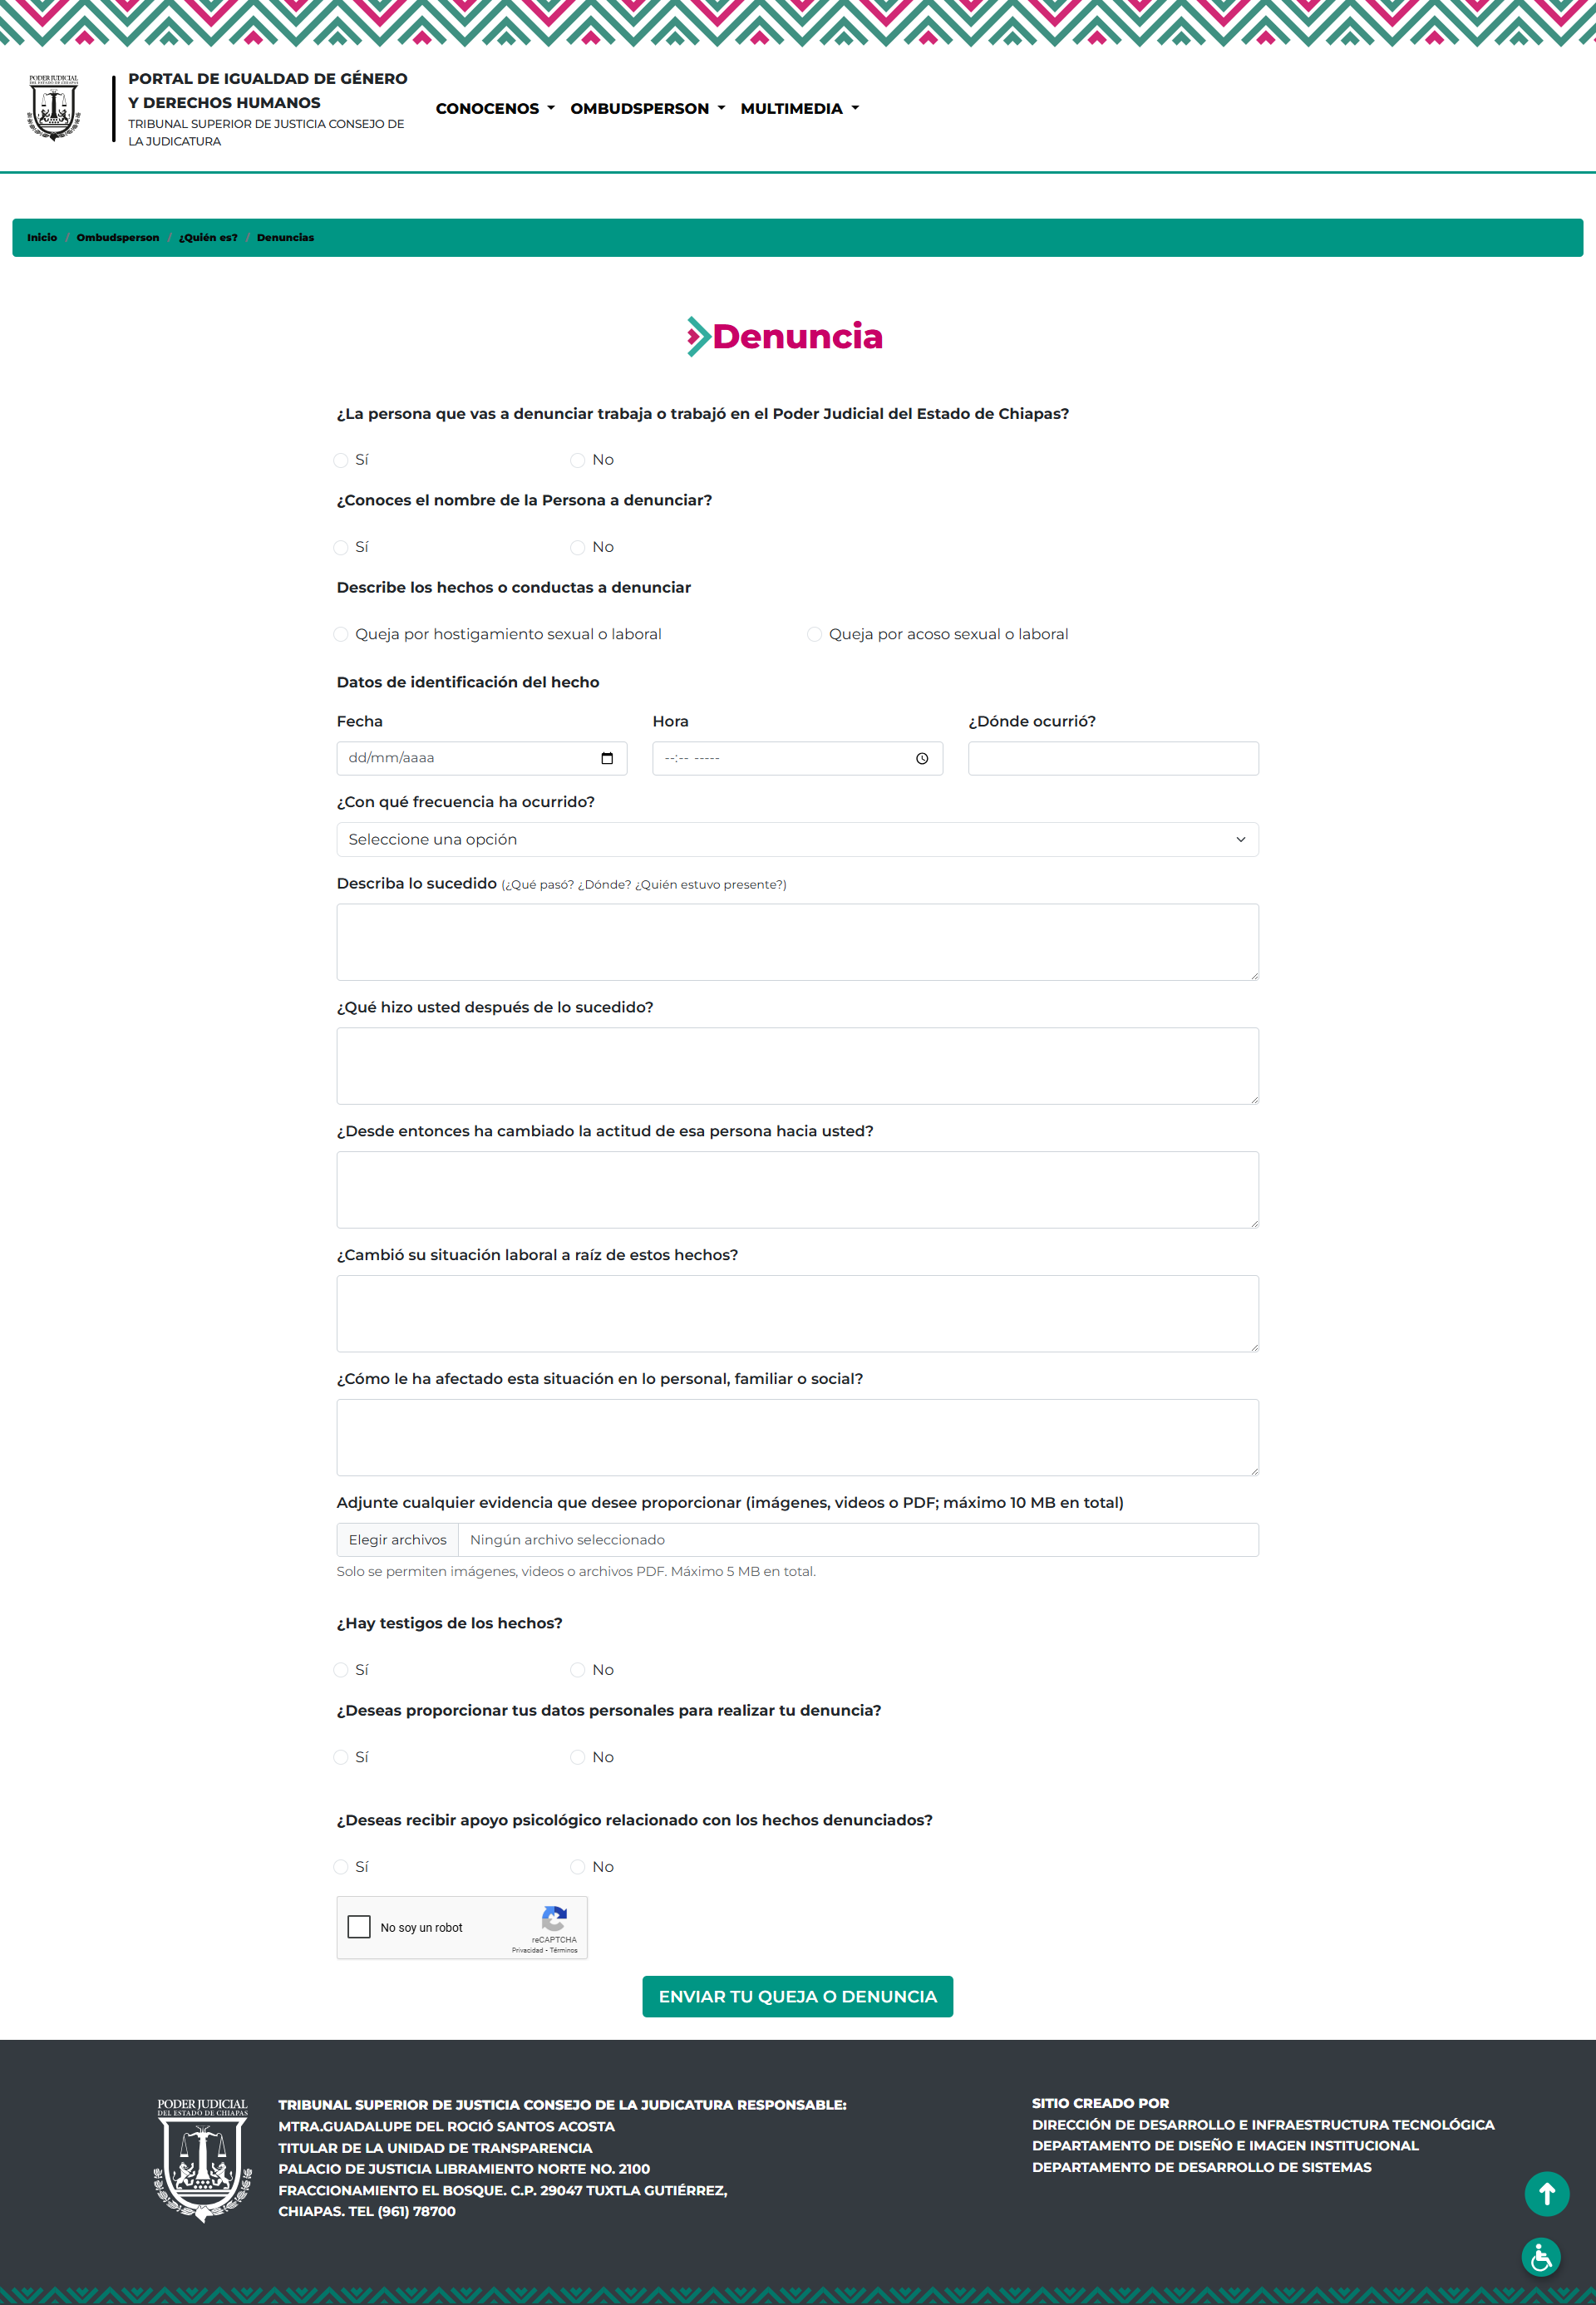 PODER JUDICIAL
DEL ESTADO DE CHIAPAS
PORTAL DE IGUALDAD DE GÉNERO
Y DERECHOS HUMANOS
TRIBUNAL SUPERIOR DE JUSTICIA CONSEJO DE
LA JUDICATURA
CONOCENOS OMBUDSPERSON MULTIMEDIA
Inicio / Ombudsperson / ¿Quién es? / Denuncias
Denuncia
¿La persona que vas a denunciar trabaja o trabajó en el Poder Judicial del Estado de Chiapas?
Sí No
¿Conoces el nombre de la Persona a denunciar?
Sí No
Describe los hechos o conductas a denunciar
Queja por hostigamiento sexual o laboral Queja por acoso sexual o laboral
Datos de identificación del hecho
Fecha Hora ¿Dónde ocurrió?
dd/mm/aaaa --:-- -----
¿Con qué frecuencia ha ocurrido?
Seleccione una opción
Describa lo sucedido (¿Qué pasó? ¿Dónde? ¿Quién estuvo presente?)
¿Qué hizo usted después de lo sucedido?
¿Desde entonces ha cambiado la actitud de esa persona hacia usted?
¿Cambió su situación laboral a raíz de estos hechos?
¿Cómo le ha afectado esta situación en lo personal, familiar o social?
Adjunte cualquier evidencia que desee proporcionar (imágenes, videos o PDF; máximo 10 MB en total)
Elegir archivos Ningún archivo seleccionado
Solo se permiten imágenes, videos o archivos PDF. Máximo 5 MB en total.
¿Hay testigos de los hechos?
Sí No
¿Deseas proporcionar tus datos personales para realizar tu denuncia?
Sí No
¿Deseas recibir apoyo psicológico relacionado con los hechos denunciados?
Sí No
No soy un robot
reCAPTCHA
Privacidad - Términos
ENVIAR TU QUEJA O DENUNCIA
PODER JUDICIAL
DEL ESTADO DE CHIAPAS
TRIBUNAL SUPERIOR DE JUSTICIA CONSEJO DE LA JUDICATURA RESPONSABLE:
MTRA.GUADALUPE DEL ROCIÓ SANTOS ACOSTA
TITULAR DE LA UNIDAD DE TRANSPARENCIA
PALACIO DE JUSTICIA LIBRAMIENTO NORTE NO. 2100
FRACCIONAMIENTO EL BOSQUE. C.P. 29047 TUXTLA GUTIÉRREZ,
CHIAPAS. TEL (961) 78700
SITIO CREADO POR
DIRECCIÓN DE DESARROLLO E INFRAESTRUCTURA TECNOLÓGICA
DEPARTAMENTO DE DISEÑO E IMAGEN INSTITUCIONAL
DEPARTAMENTO DE DESARROLLO DE SISTEMAS